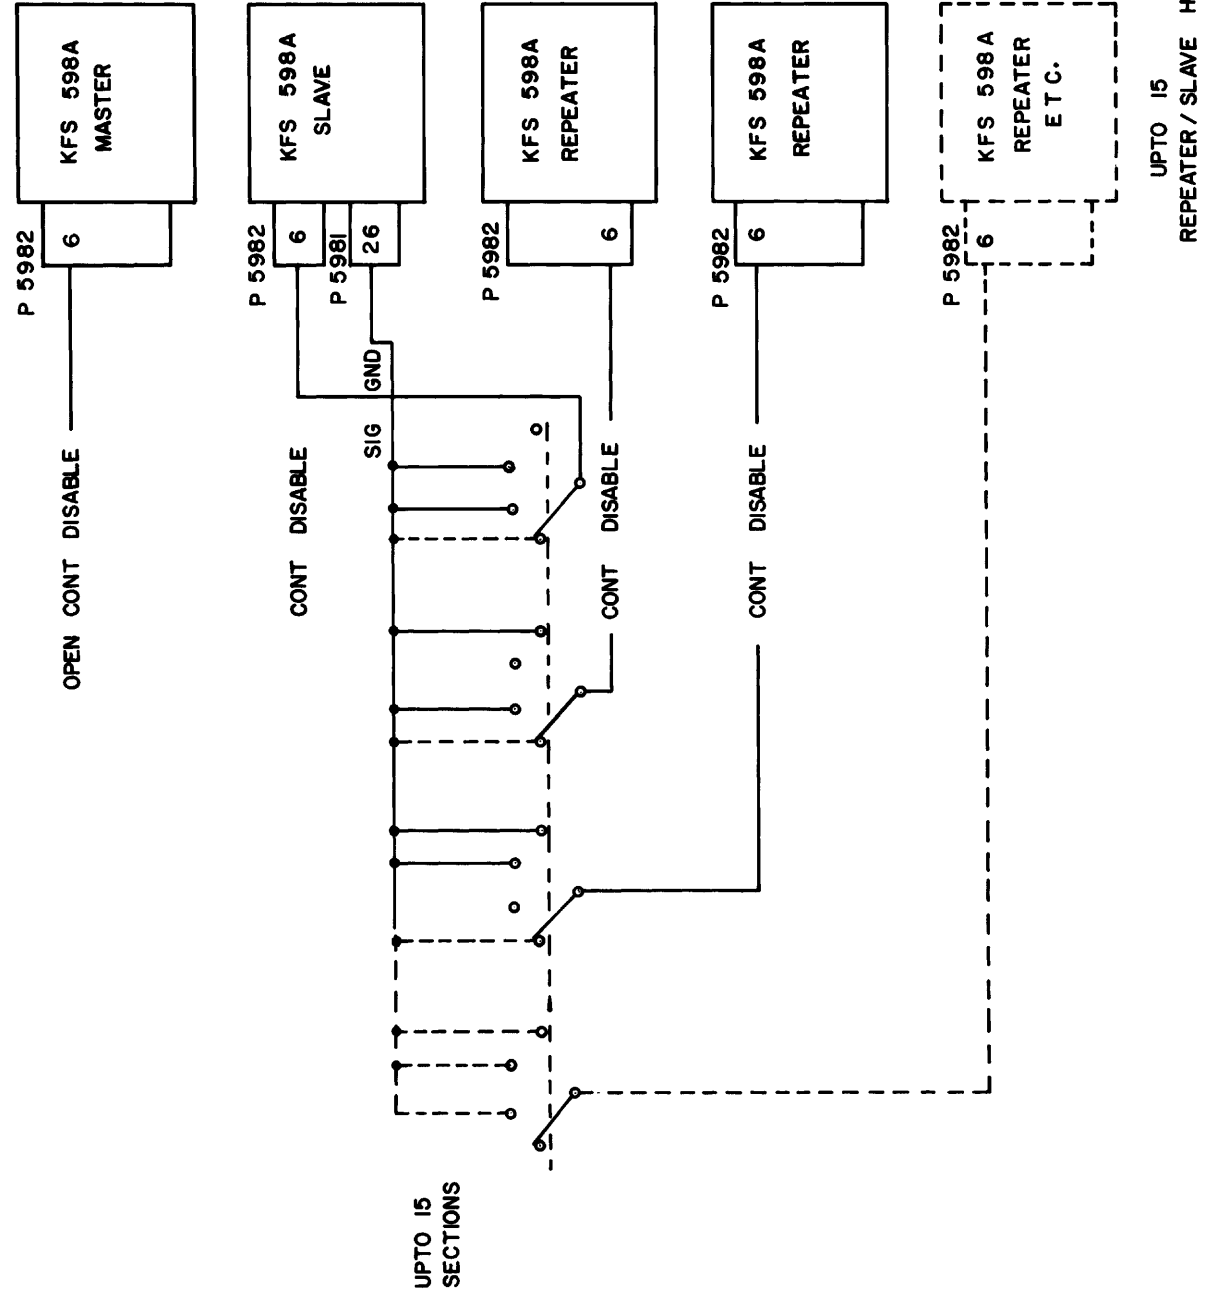 KFS 598A
MASTER
P 5982
6
OPEN CONT DISABLE
KFS 598A
SLAVE
P 5982
6
P 5981
26
SIG GND
CONT DISABLE
KFS 598A
REPEATER
P 5982
6
CONT DISABLE
KFS 598A
REPEATER
P 5982
6
CONT DISABLE
KFS 598A
REPEATER
ETC.
P 5982
6
UPTO 15
REPEATER/SLAVE H
UPTO 15
SECTIONS